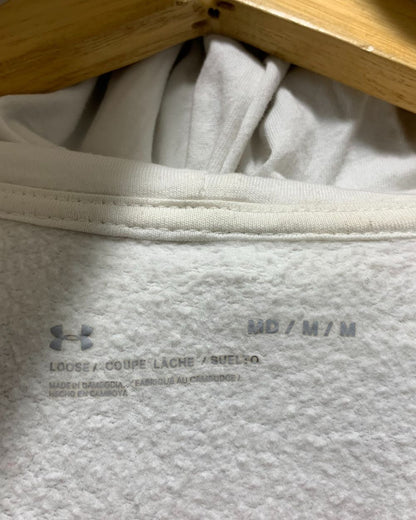 MD / M / M
LOOSE / COUPE LÂCHE / SUELTO
MADE IN CAMBODIA / FABRIQUÉ AU CAMBODGE /
HECHO EN CAMBOYA